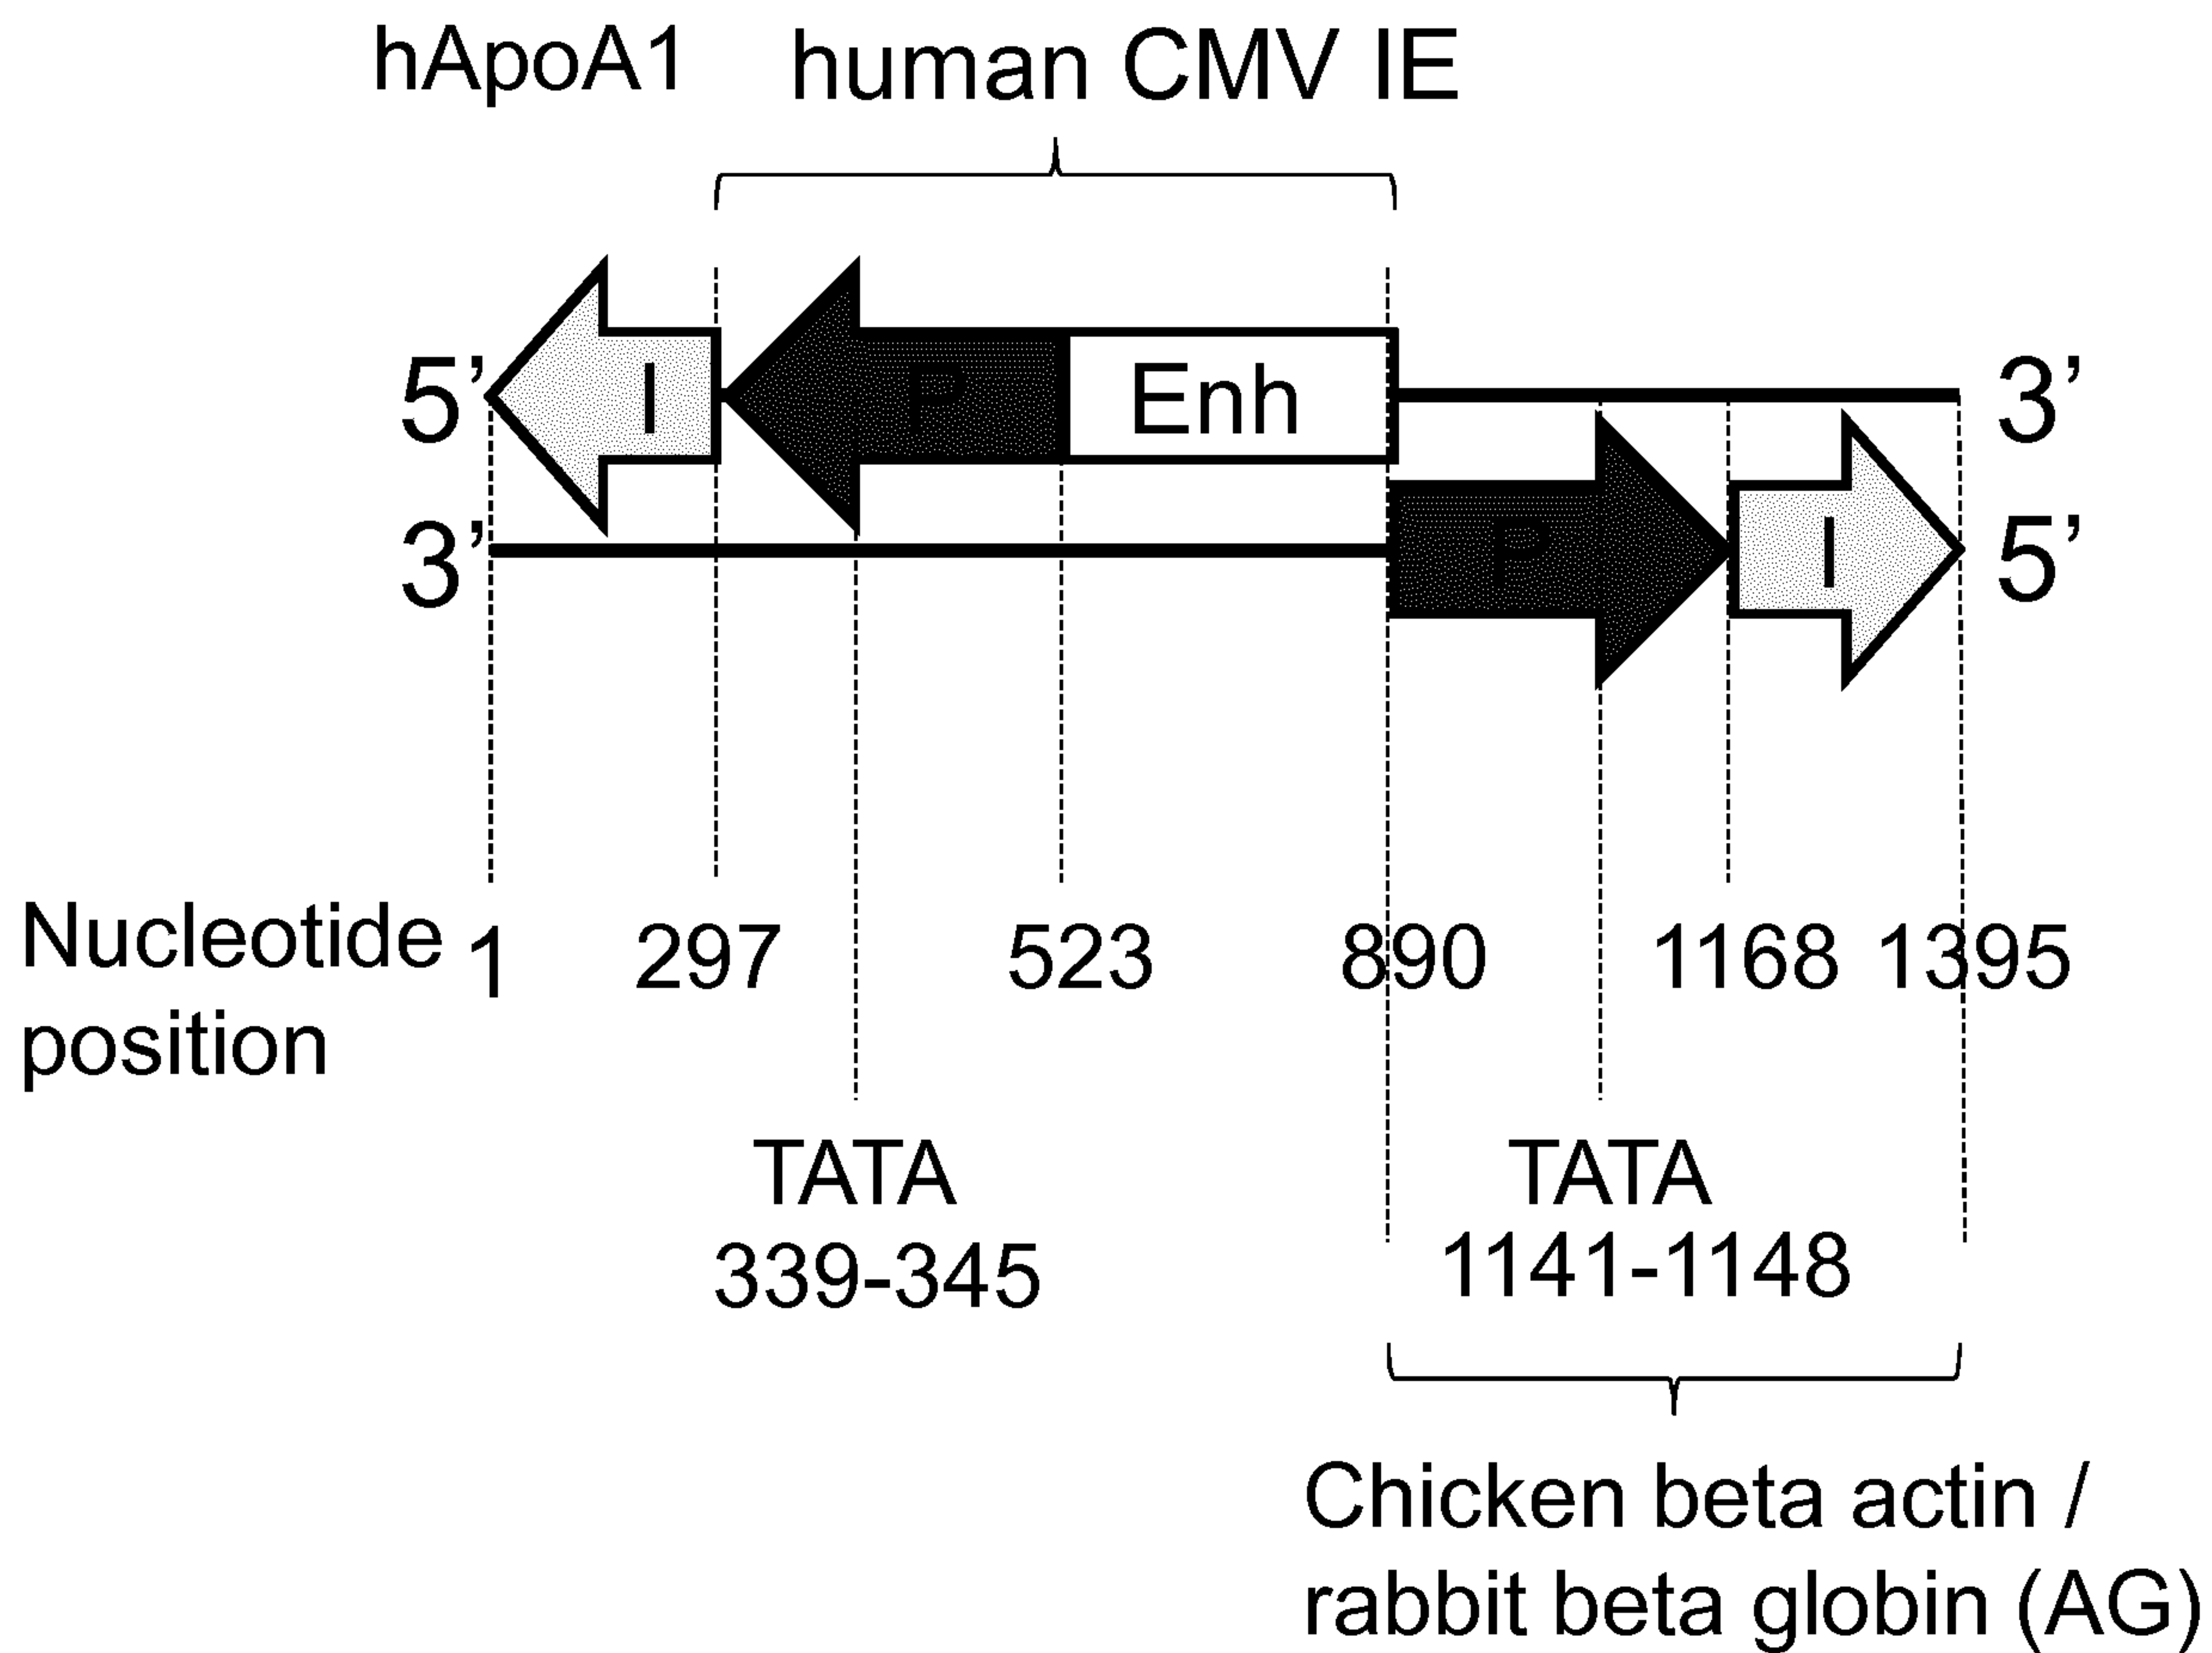 hApoA1 human CMV IE
5’ I P Enh 3’
3’ P I 5’
Nucleotide 1 297 523 890 1168 1395
position
TATA TATA
339-345 1141-1148
Chicken beta actin /
rabbit beta globin (AG)